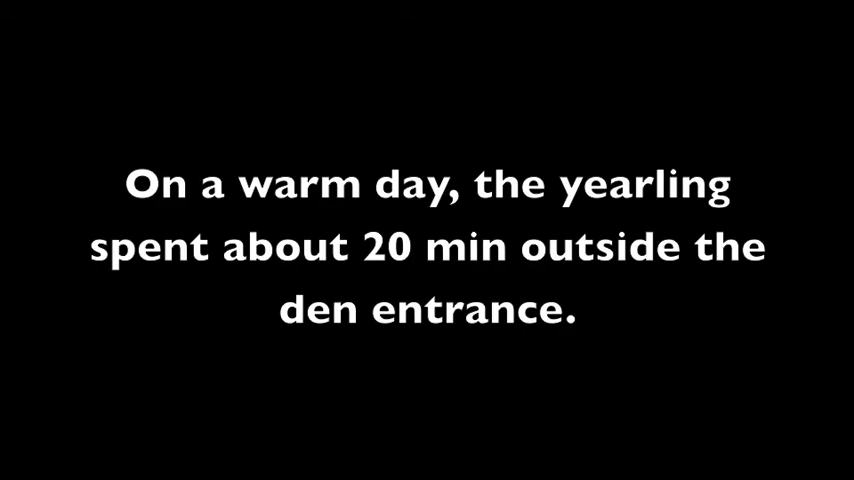 On a warm day, the yearling
spent about 20 min outside the
den entrance.